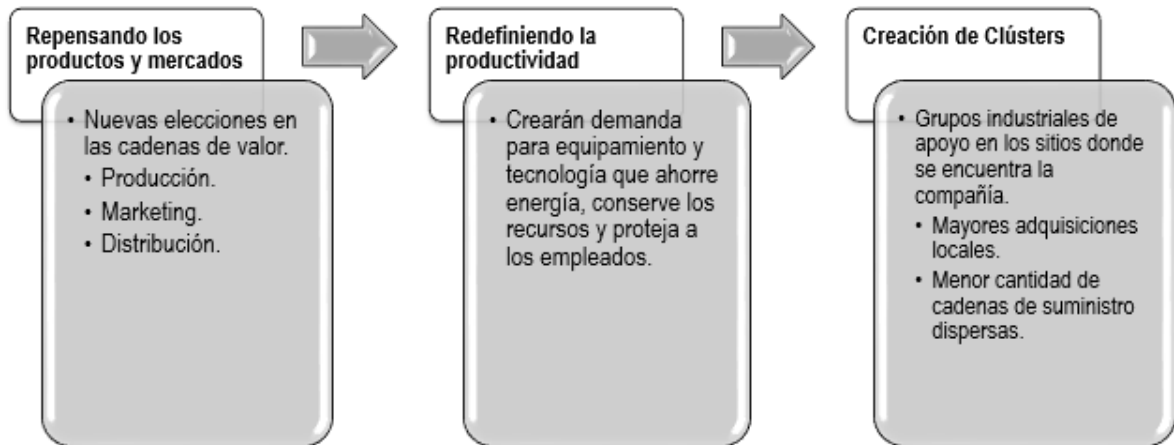 Repensando los
productos y mercados
• Nuevas elecciones en
las cadenas de valor.
• Producción.
• Marketing.
• Distribución.
Redefiniendo la
productividad
• Crearán demanda
para equipamiento y
tecnología que ahorre
energía, conserve los
recursos y proteja a
los empleados.
Creación de Clústers
• Grupos industriales de
apoyo en los sitios donde
se encuentra la
compañía.
• Mayores adquisiciones
locales.
• Menor cantidad de
cadenas de suministro
dispersas.